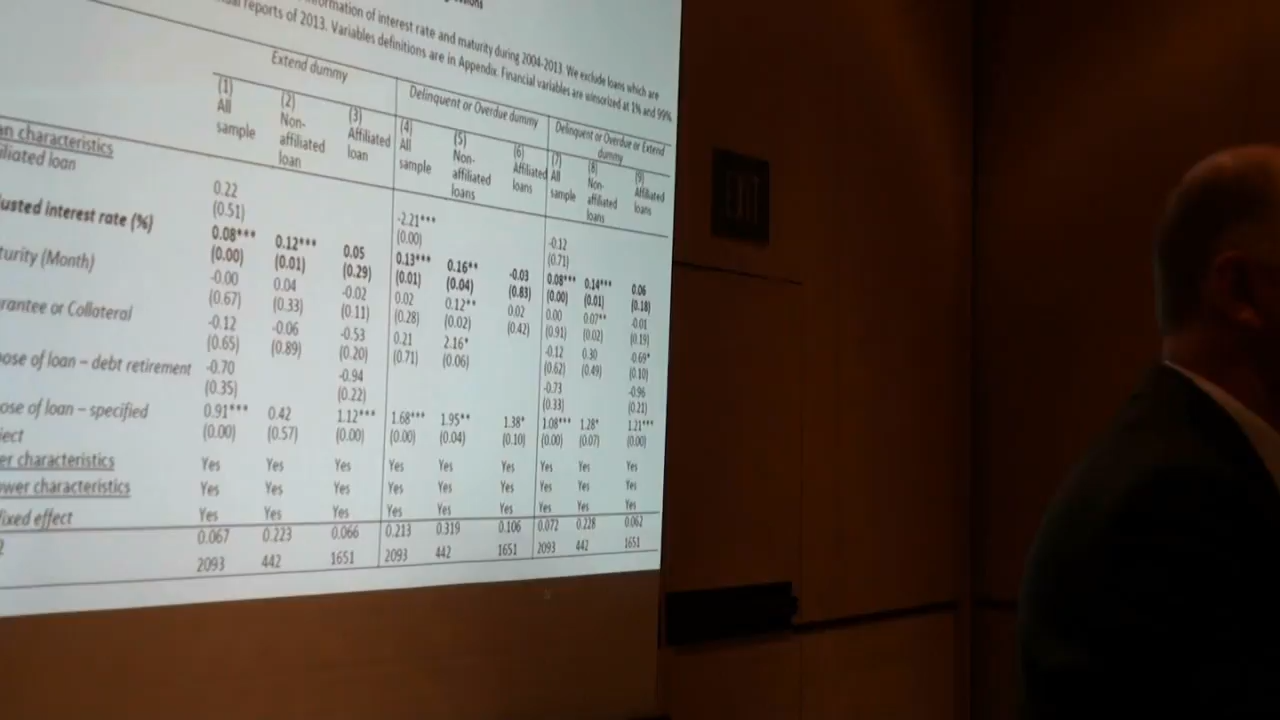 information of interest rate and maturity during 2004-2013. We exclude loans which are
reports of 2013. Variables definitions are in Appendix. Financial variables are winsorized at 1% and 99%.
Extend dummy Delinquent or Overdue dummy Delinquent or Overdue or Extend dummy
(1) (2) (3) (4) (5) (6) (7) (8) (9)
All sample Non-affiliated loan Affiliated loan All sample Non-affiliated loans Affiliated loans All sample Non-affiliated loans Affiliated loans
characteristics
loan
0.22 -2.21*** -0.12
(0.51) (0.00) (0.71)
interest rate (%) 0.08*** 0.12*** 0.05 0.13*** 0.16** -0.03 0.08*** 0.14*** 0.06
(0.00) (0.01) (0.29) (0.01) (0.04) (0.83) (0.00) (0.01) (0.18)
(Month) -0.00 0.04 -0.02 0.02 0.12** 0.02 0.00 0.07** -0.01
(0.67) (0.33) (0.11) (0.28) (0.02) (0.42) (0.91) (0.02) (0.19)
or Collateral -0.12 -0.06 -0.53 0.21 2.16* -0.12 0.30 -0.69*
(0.65) (0.89) (0.20) (0.71) (0.06) (0.62) (0.49) (0.10)
of loan – debt retirement -0.70 -0.94 -0.73 -0.96
(0.35) (0.22) (0.33) (0.21)
of loan – specified 0.91*** 0.42 1.12*** 1.68*** 1.95** 1.38* 1.08*** 1.28* 1.21***
(0.00) (0.57) (0.00) (0.00) (0.04) (0.10) (0.00) (0.07) (0.00)
characteristics Yes Yes Yes Yes Yes Yes Yes Yes Yes
characteristics Yes Yes Yes Yes Yes Yes Yes Yes Yes
fixed effect Yes Yes Yes Yes Yes Yes Yes Yes Yes
0.067 0.223 0.066 0.213 0.319 0.106 0.072 0.228 0.062
2093 442 1651 2093 442 1651 2093 442 1651
EXIT